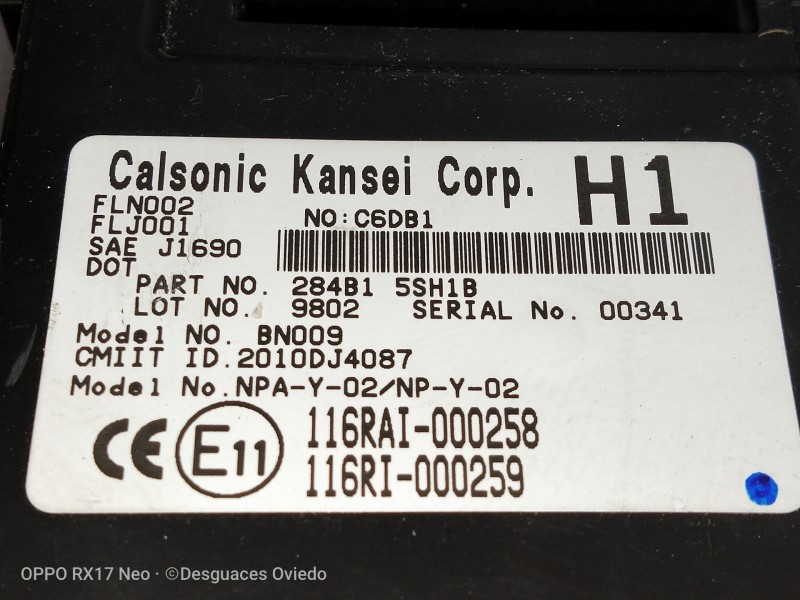 Calsonic Kansei Corp. H1
FLN002
FLJ001 NO:C6DB1
SAE J1690
DOT
PART NO. 284B1 5SH1B
LOT NO. 9802 SERIAL No. 00341
Model NO. BN009
CMIIT ID.2010DJ4087
Model No.NPA-Y-02/NP-Y-02
CE E11 116RAI-000258
116RI-000259
OPPO RX17 Neo · ©Desguaces Oviedo